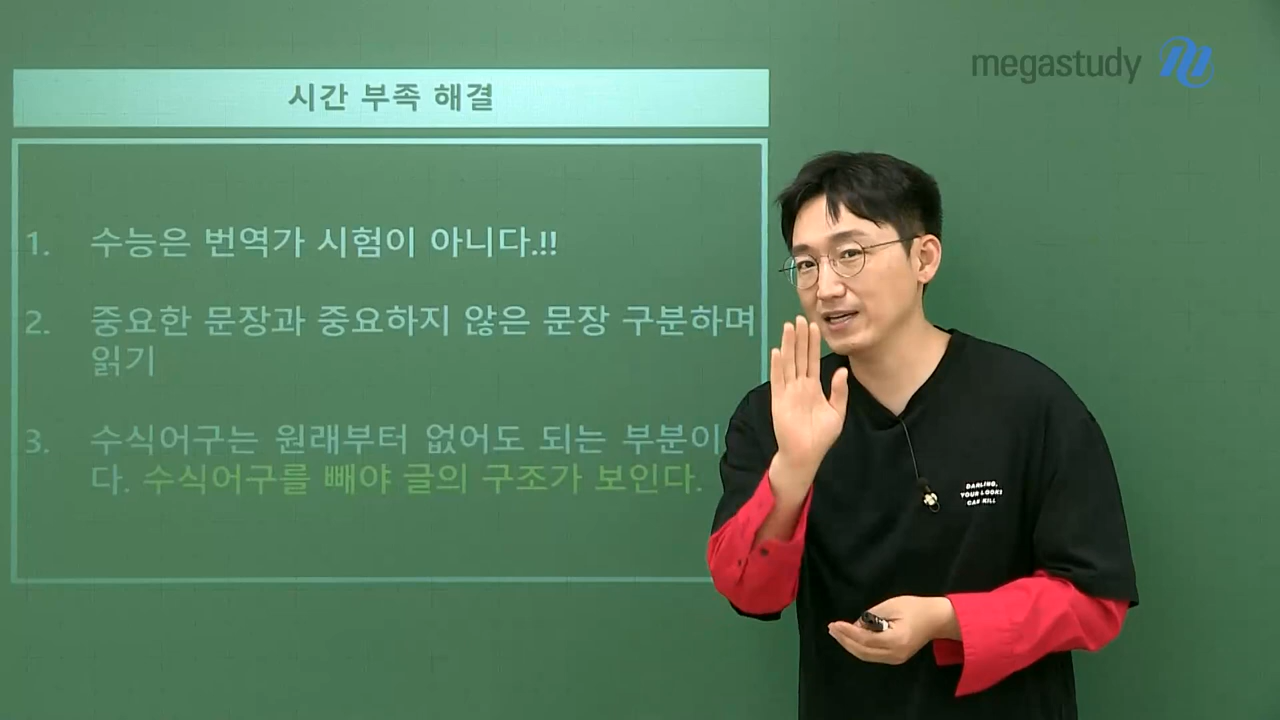 megastudy
시간 부족 해결
1. 수능은 번역가 시험이 아니다.!!
2. 중요한 문장과 중요하지 않은 문장 구분하며
읽기
3. 수식어구는 원래부터 없어도 되는 부분이
다. 수식어구를 빼야 글의 구조가 보인다.
DARLING,
YOUR LOOKS
CAN KILL